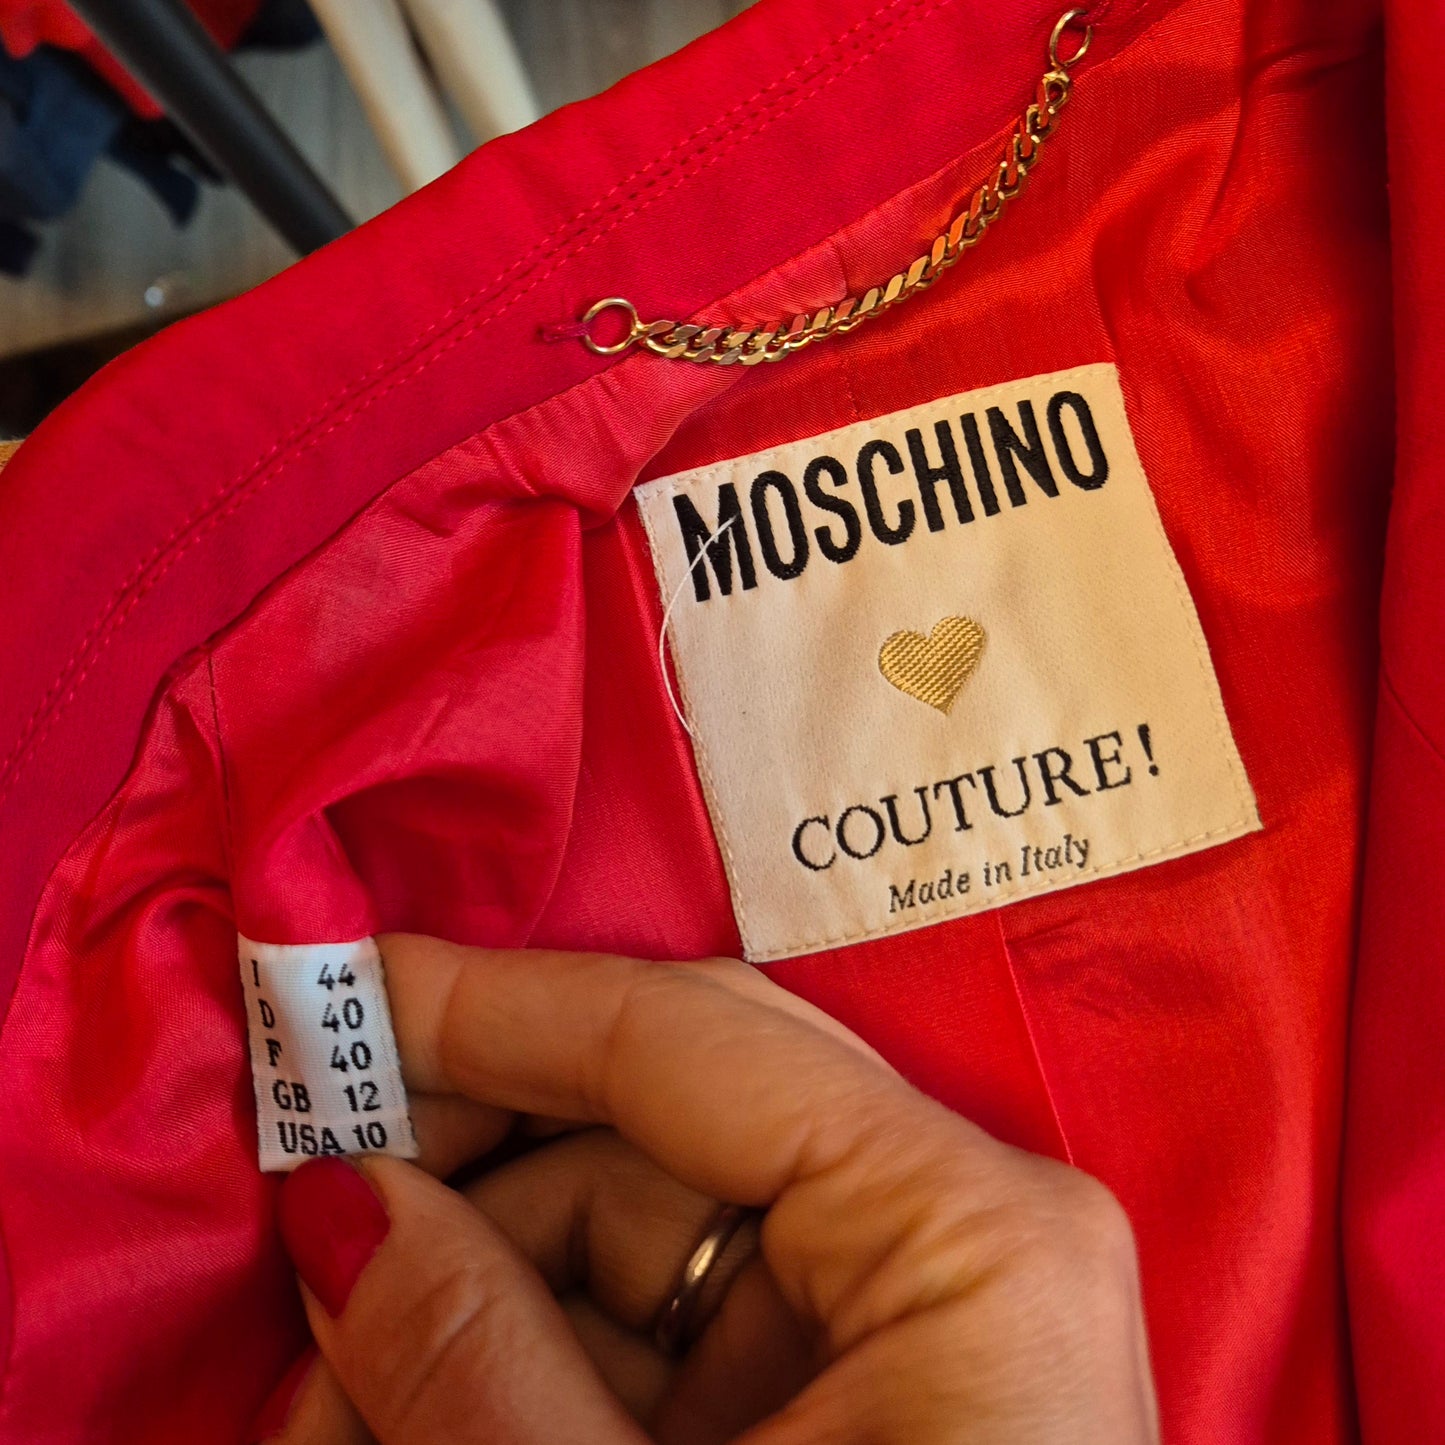 MOSCHINO
COUTURE!
Made in Italy
I 44
D 40
F 40
GB 12
USA 10